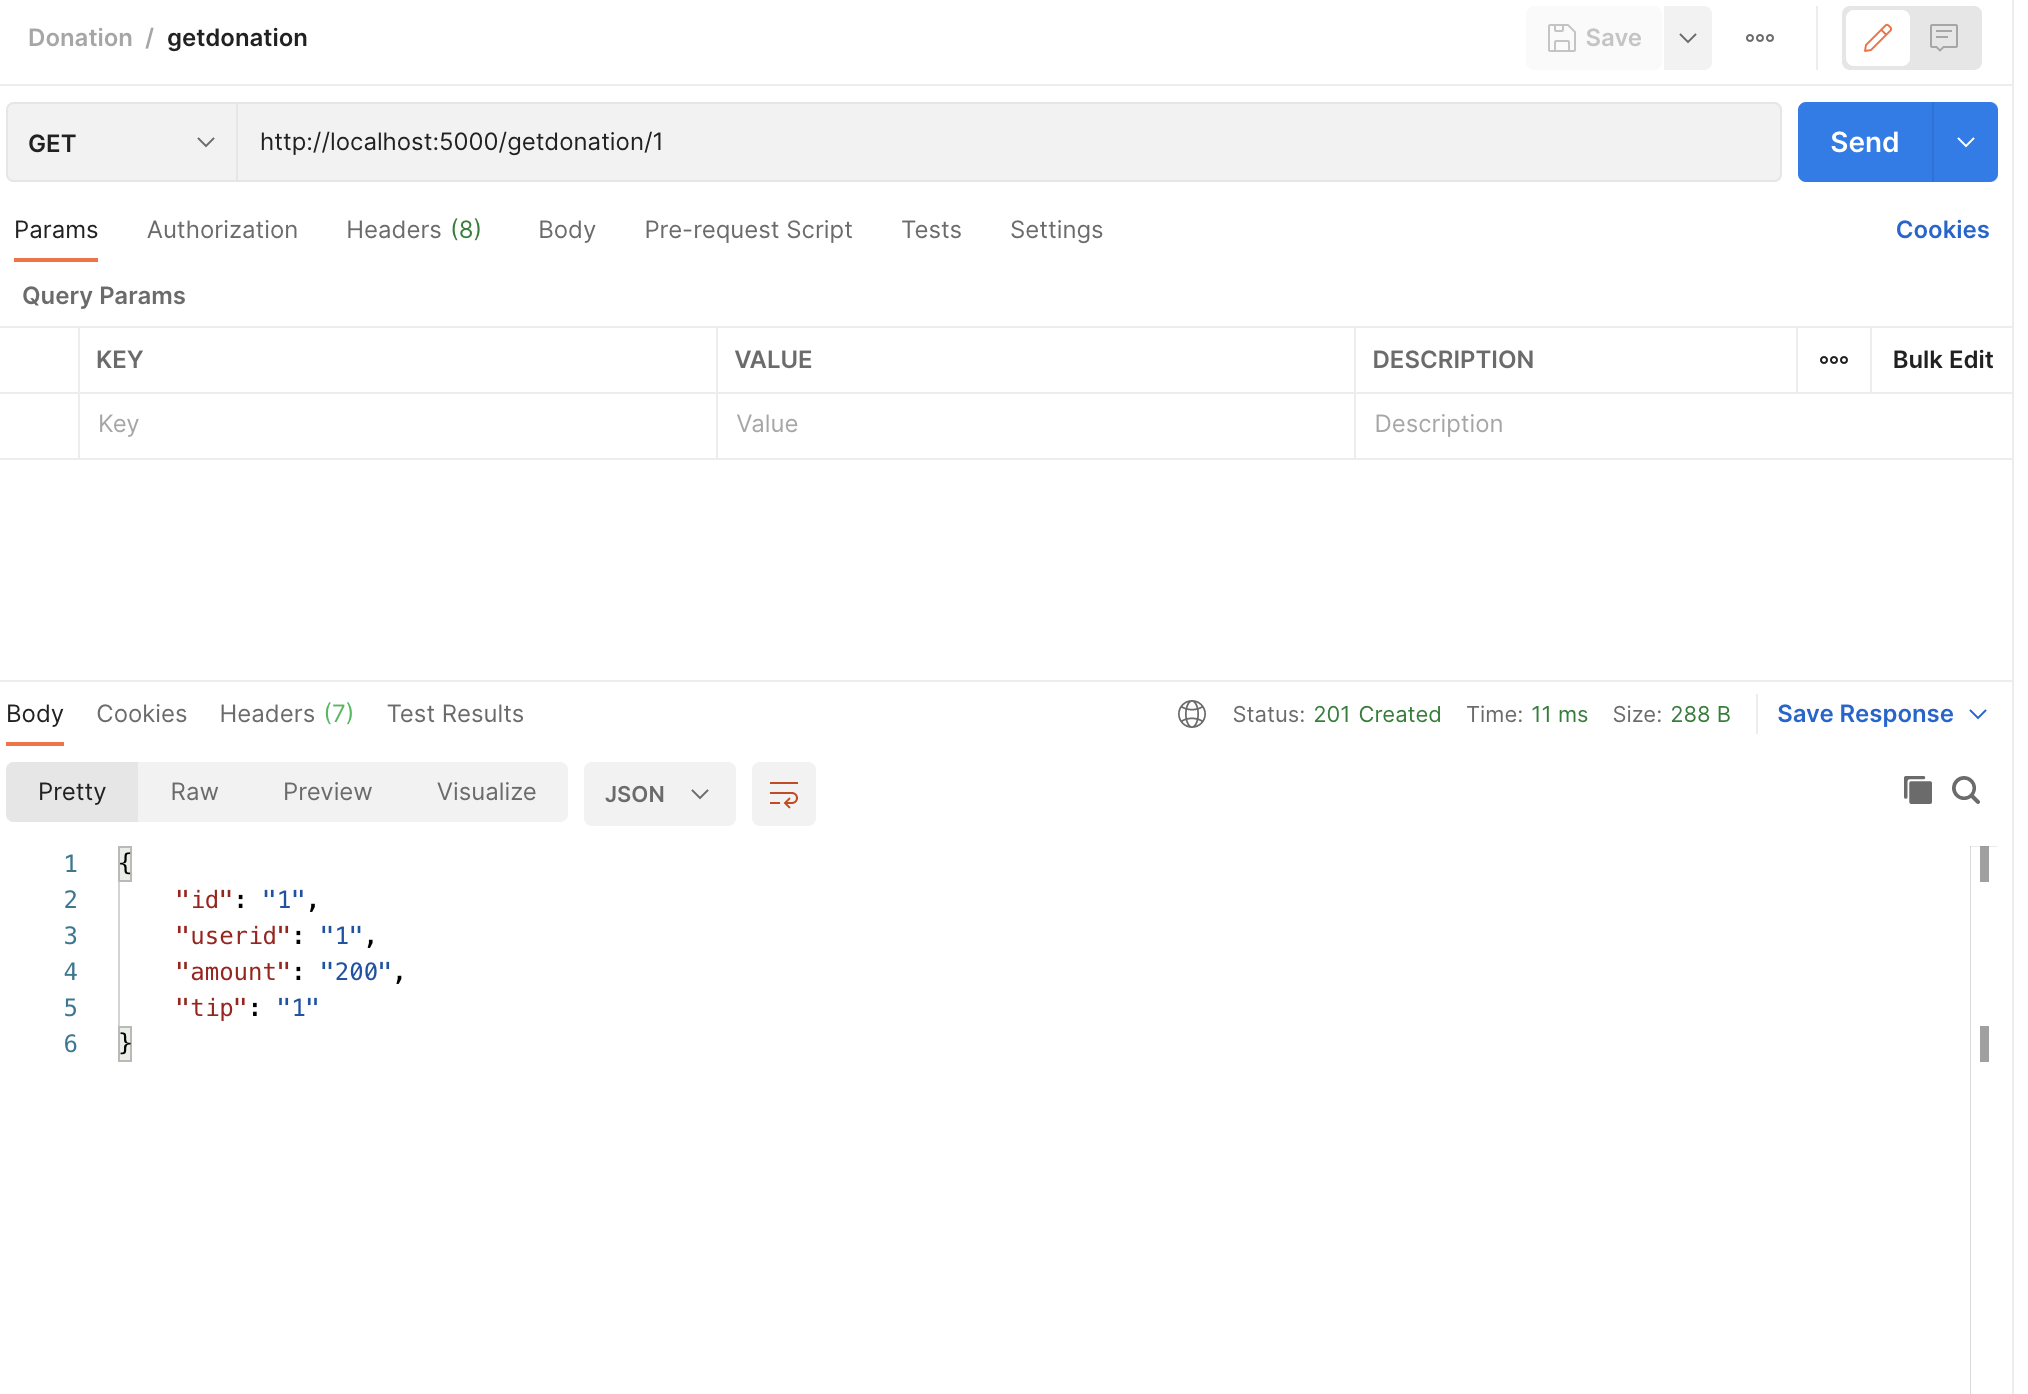 Donation / getdonation
Save
GET
http://localhost:5000/getdonation/1
Send
Params Authorization Headers (8) Body Pre-request Script Tests Settings Cookies
Query Params
KEY VALUE DESCRIPTION Bulk Edit
Key Value Description
Body Cookies Headers (7) Test Results Status: 201 Created Time: 11 ms Size: 288 B Save Response
Pretty Raw Preview Visualize JSON
1 {
2 "id": "1",
3 "userid": "1",
4 "amount": "200",
5 "tip": "1"
6 }